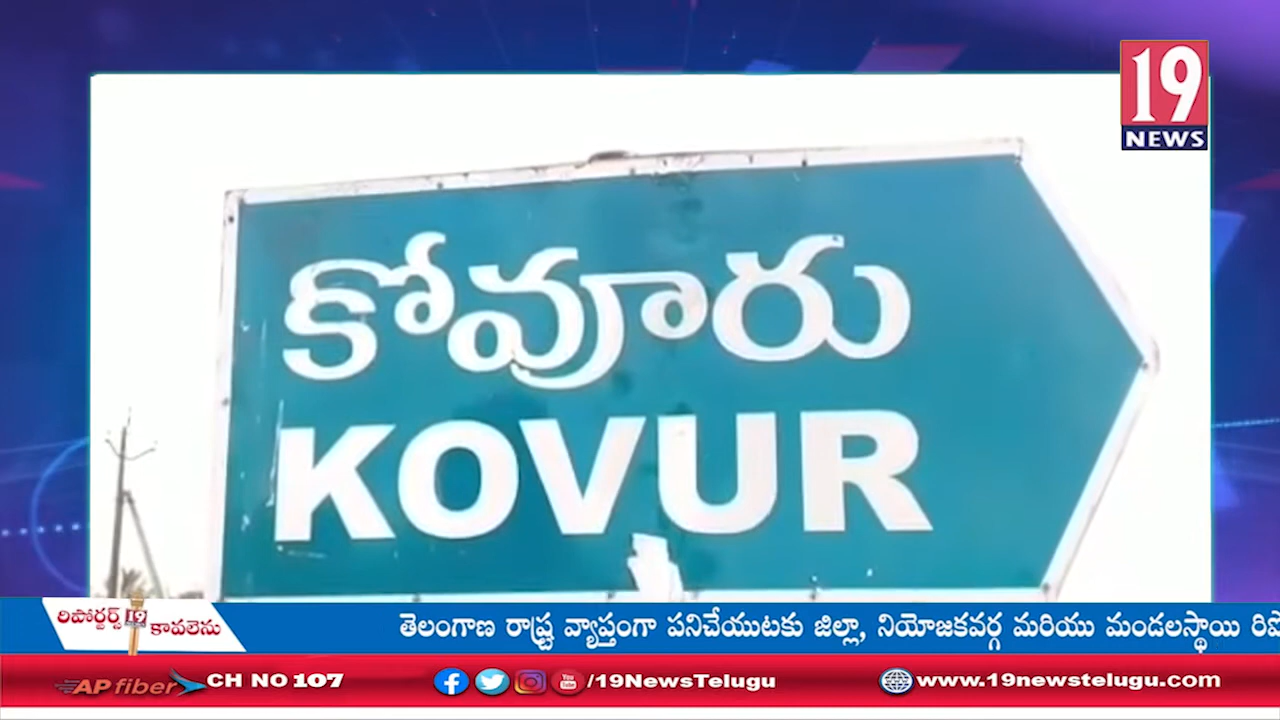 19
NEWS
కోవూరు
KOVUR
రిపోర్టర్స్ 19 కావలెను
తెలంగాణ రాష్ట్ర వ్యాప్తంగా పనిచేయుటకు జిల్లా, నియోజకవర్గ మరియు మండలస్థాయి
AP fiber CH NO 107 /19NewsTelugu www.19newstelugu.com